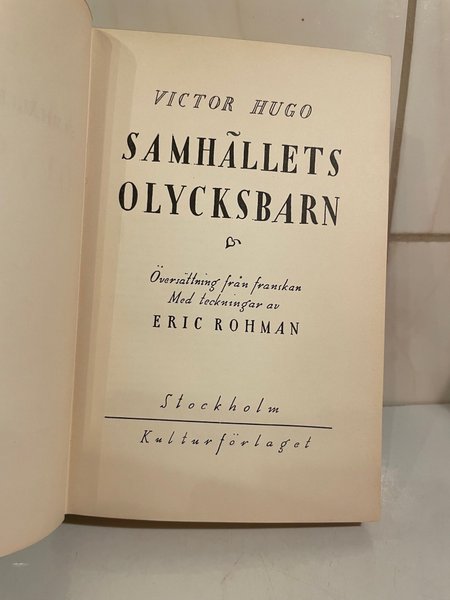 VICTOR HUGO
SAMHÄLLETS
OLYCKSBARN
Översättning från franskan
Med teckningar av
ERIC ROHMAN
Stockholm
Kulturförlaget